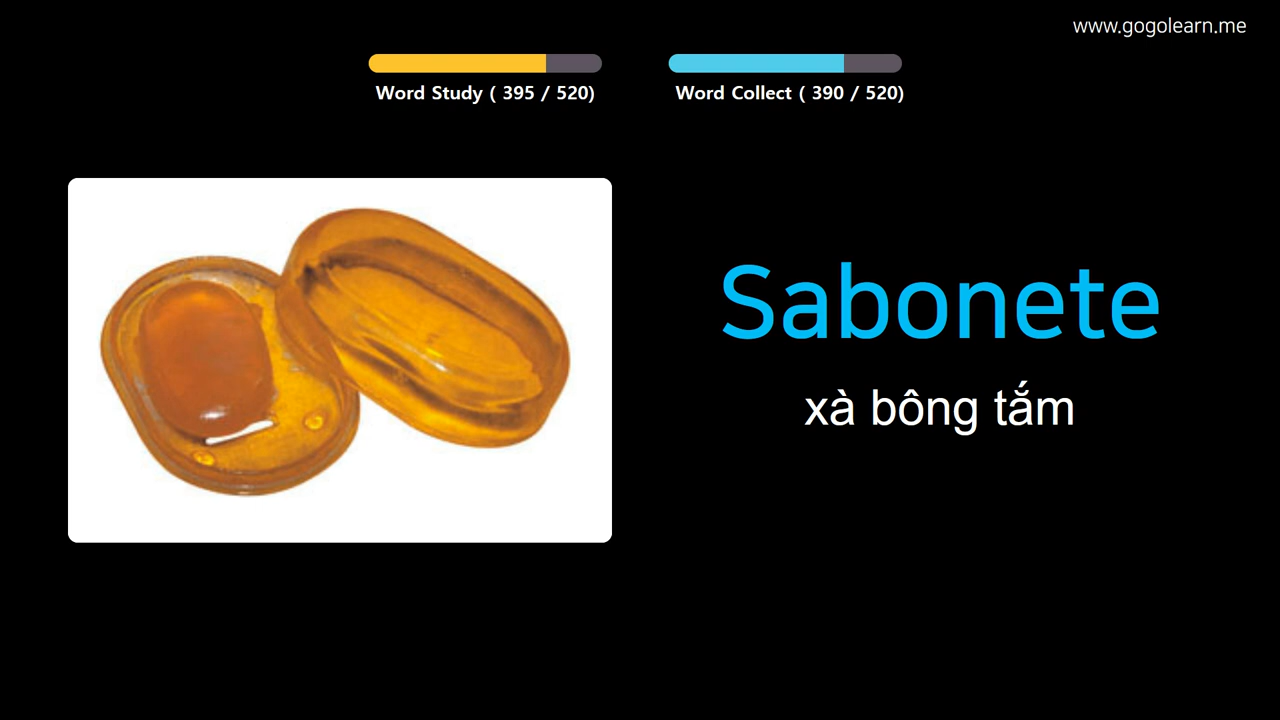 www.gogolearn.me
Word Study ( 395 / 520)
Word Collect ( 390 / 520)
Sabonete
xà bông tắm